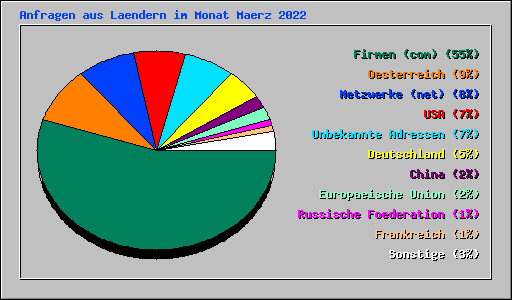 Anfragen aus Laendern im Monat Maerz 2022
Firmen (com) (55%)
Oesterreich (9%)
Netzwerke (net) (8%)
USA (7%)
Unbekannte Adressen (7%)
Deutschland (5%)
China (2%)
Europaeische Union (2%)
Russische Foederation (1%)
Frankreich (1%)
Sonstige (3%)